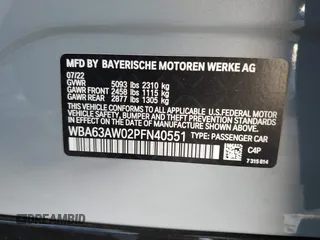 MFD BY BAYERISCHE MOTOREN WERKE AG
07/22
GVWR 5093 lbs 2310 kg
GAWR FRONT 2458 lbs 1115 kg
GAWR REAR 2877 lbs 1305 kg
THIS VEHICLE CONFORMS TO ALL APPLICABLE U.S. FEDERAL MOTOR VEHICLE
SAFETY, BUMPER, AND THEFT PREVENTION STANDARDS IN EFFECT ON
THE DATE OF MANUFACTURE SHOWN ABOVE.
WBA63AW02PFN40551 TYPE: PASSENGER CAR
C4P
7 315 814
DREAMBID